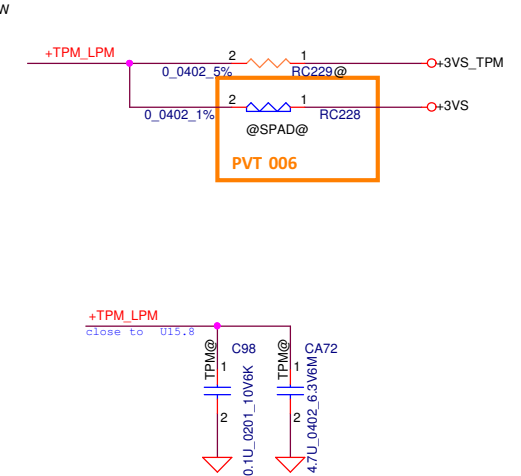 w
+TPM_LPM
2
1
0_0402_5%
RC229@
+3VS_TPM
2
1
0_0402_1%
RC228
+3VS
@SPAD@
PVT 006
+TPM_LPM
close to U15.8
TPM@
C98
1
2
0.1U_0201_10V6K
TPM@
CA72
1
2
4.7U_0402_6.3V6M